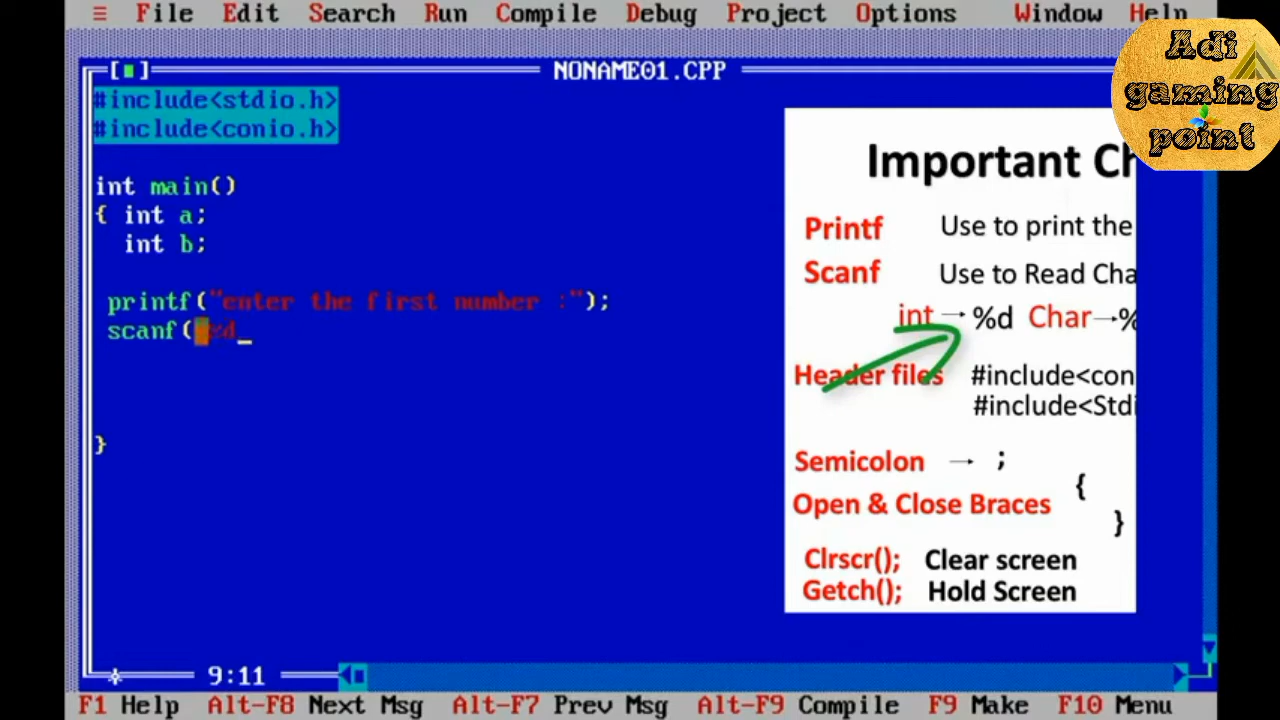 ≡ File Edit Search Run Compile Debug Project Options Window Help
[■] NONAME01.CPP
Adi
gaming
point
#include<stdio.h>
#include<conio.h>
int main()
{ int a;
int b;
printf("enter the first number :");
scanf("%d_
}
Important Ch
Printf Use to print the
Scanf Use to Read Cha
int → %d Char → %
Header files #include<con
#include<Stdi
Semicolon → ;
Open & Close Braces {
}
Clrscr(); Clear screen
Getch(); Hold Screen
9:11
F1 Help Alt-F8 Next Msg Alt-F7 Prev Msg Alt-F9 Compile F9 Make F10 Menu